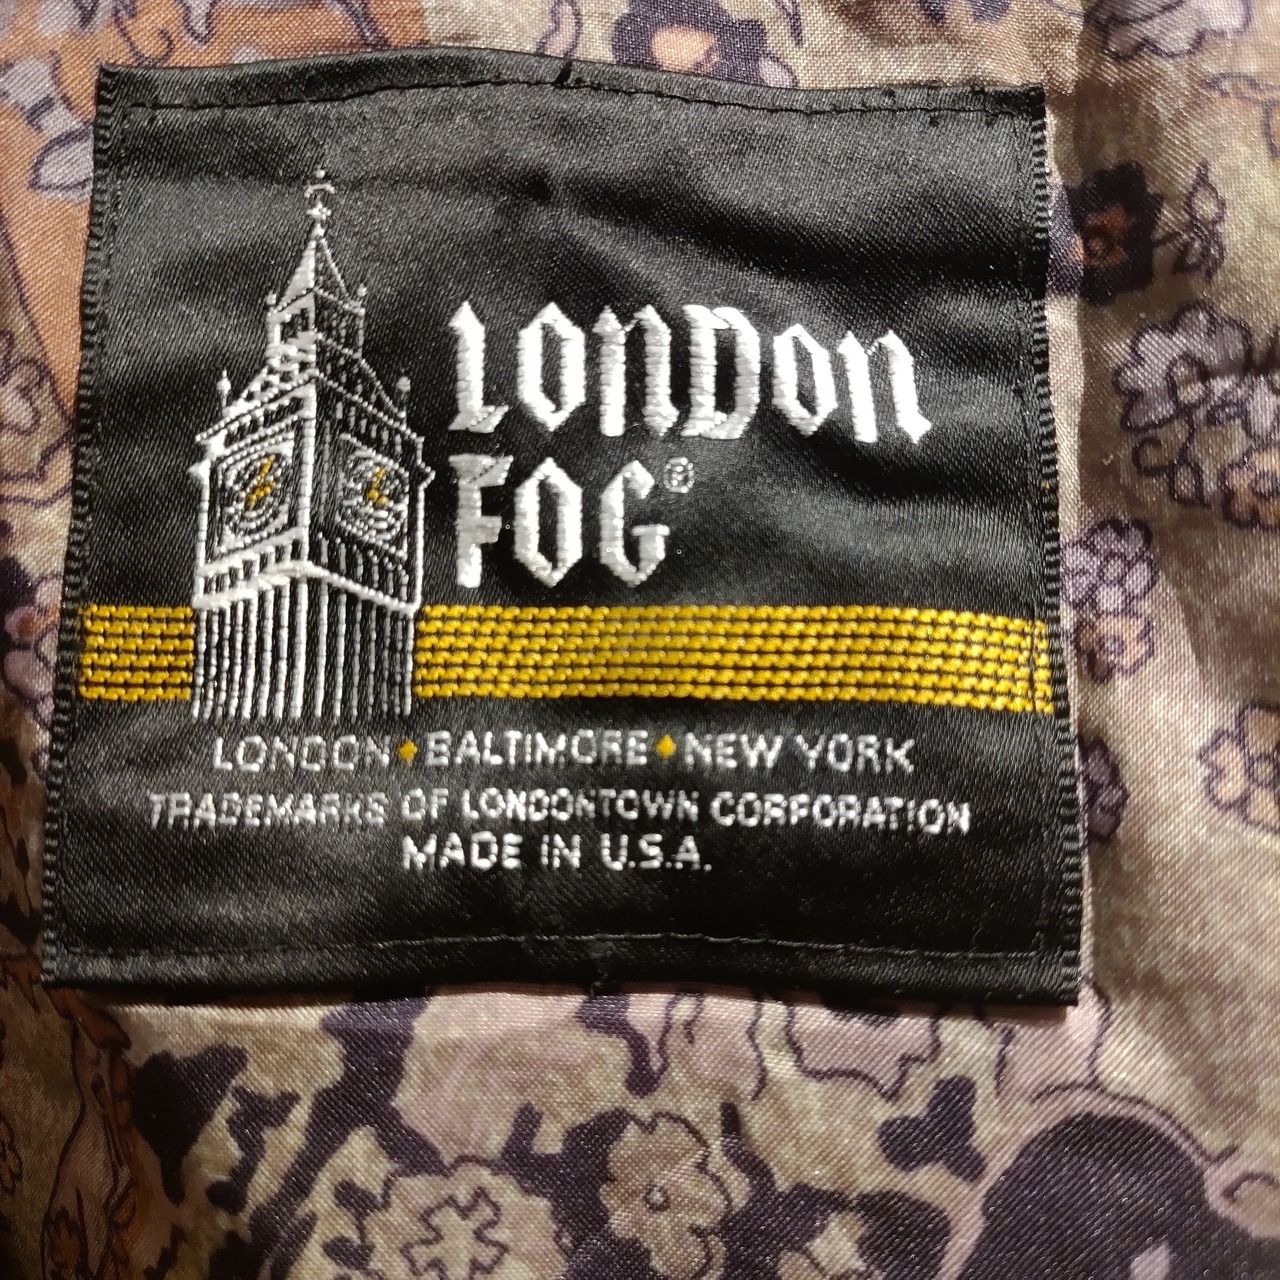 LONDON
FOG®
LONDON♦BALTIMORE♦NEW YORK
TRADEMARKS OF LONDONTOWN CORPORATION
MADE IN U.S.A.